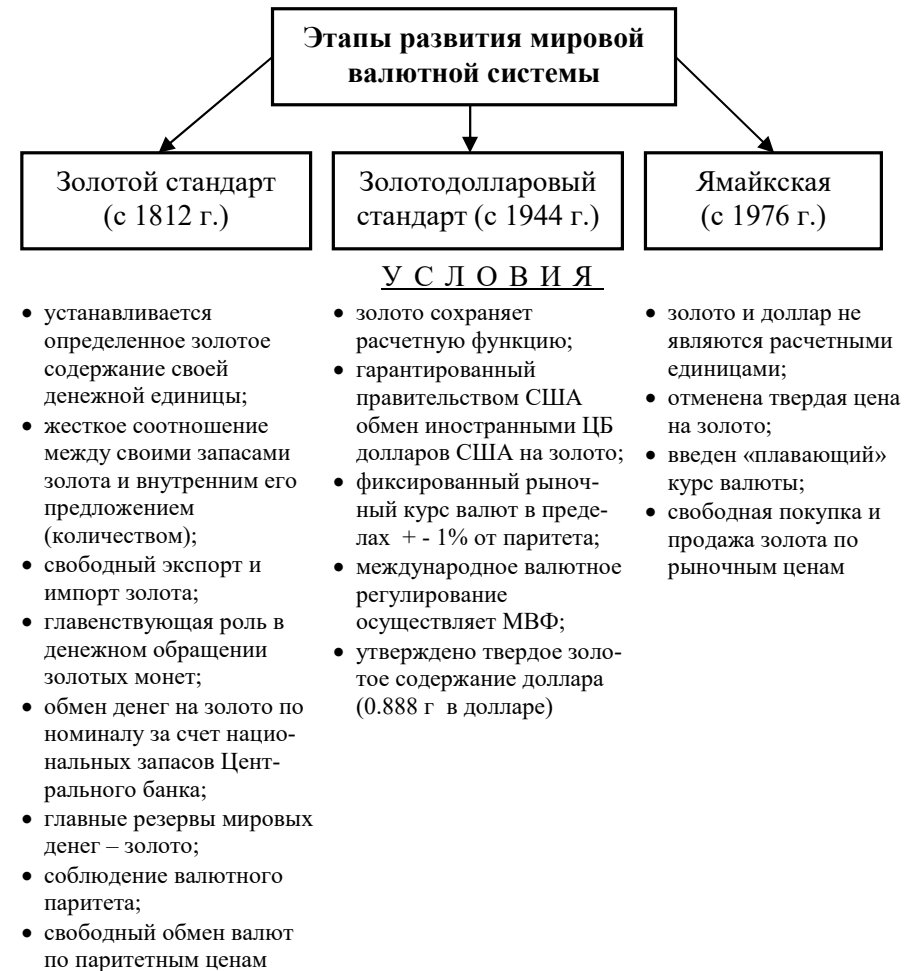 Этапы развития мировой
валютной системы
Золотой стандарт
(с 1812 г.)
Золотодолларовый
стандарт (с 1944 г.)
Ямайкская
(с 1976 г.)
У С Л О В И Я
• устанавливается
определенное золотое
содержание своей
денежной единицы;
• жесткое соотношение
между своими запасами
золота и внутренним его
предложением
(количеством);
• свободный экспорт и
импорт золота;
• главенствующая роль в
денежном обращении
золотых монет;
• обмен денег на золото по
номиналу за счет нацио-
нальных запасов Цент-
рального банка;
• главные резервы мировых
денег – золото;
• соблюдение валютного
паритета;
• свободный обмен валют
по паритетным ценам
• золото сохраняет
расчетную функцию;
• гарантированный
правительством США
обмен иностранными ЦБ
долларов США на золото;
• фиксированный рыноч-
ный курс валют в преде-
лах + - 1% от паритета;
• международное валютное
регулирование
осуществляет МВФ;
• утверждено твердое золо-
тое содержание доллара
(0.888 г в долларе)
• золото и доллар не
являются расчетными
единицами;
• отменена твердая цена
на золото;
• введен «плавающий»
курс валюты;
• свободная покупка и
продажа золота по
рыночным ценам